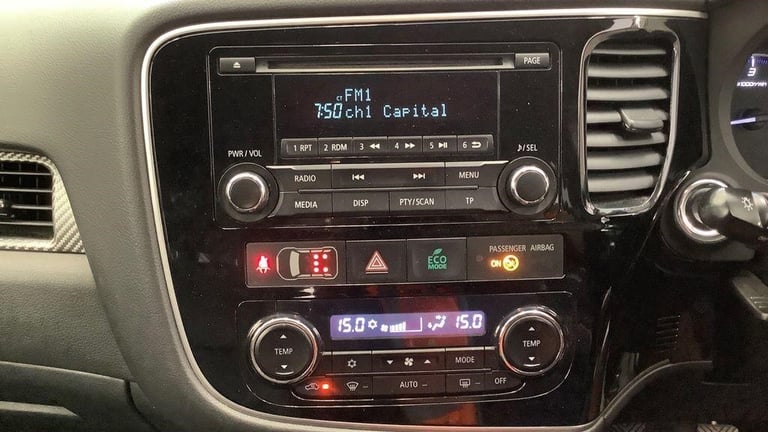 PAGE
CT FM1
7:50 ch1 Capital
1 RPT 2 RDM 3 4 5 6
PWR / VOL
/SEL
RADIO MENU
MEDIA DISP PTY/SCAN TP
ECO
MODE
PASSENGER AIRBAG
ON
15.0 15.0
TEMP
TEMP
MODE
AUTO OFF